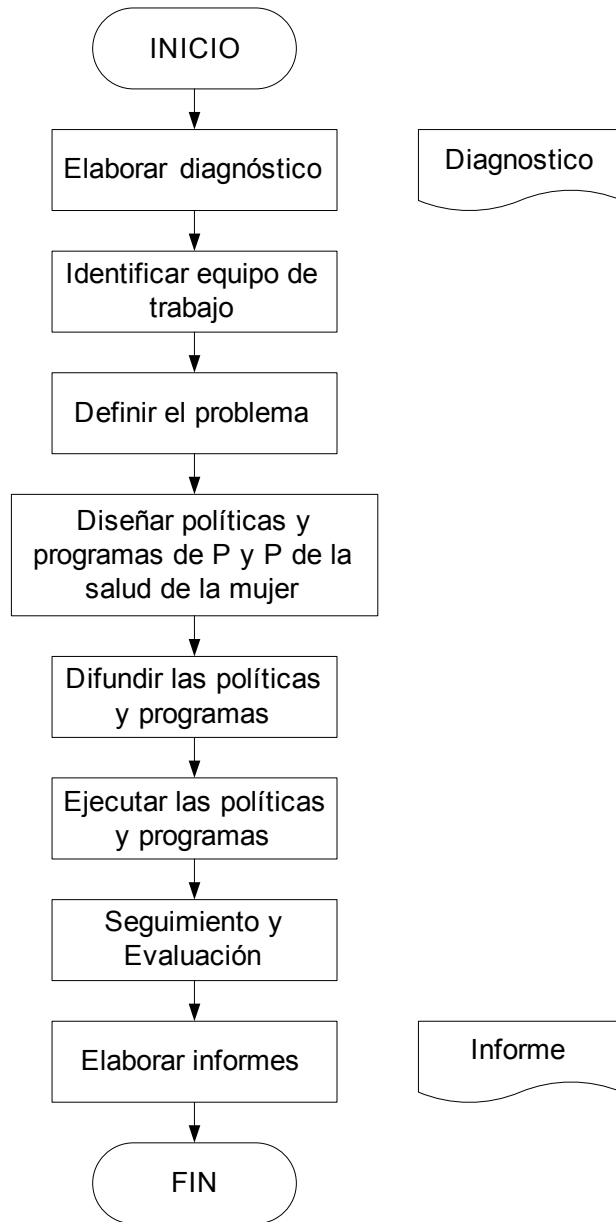 INICIO
Elaborar diagnóstico
Diagnostico
Identificar equipo de
trabajo
Definir el problema
Diseñar políticas y
programas de P y P de la
salud de la mujer
Difundir las políticas
y programas
Ejecutar las políticas
y programas
Seguimiento y
Evaluación
Elaborar informes
Informe
FIN